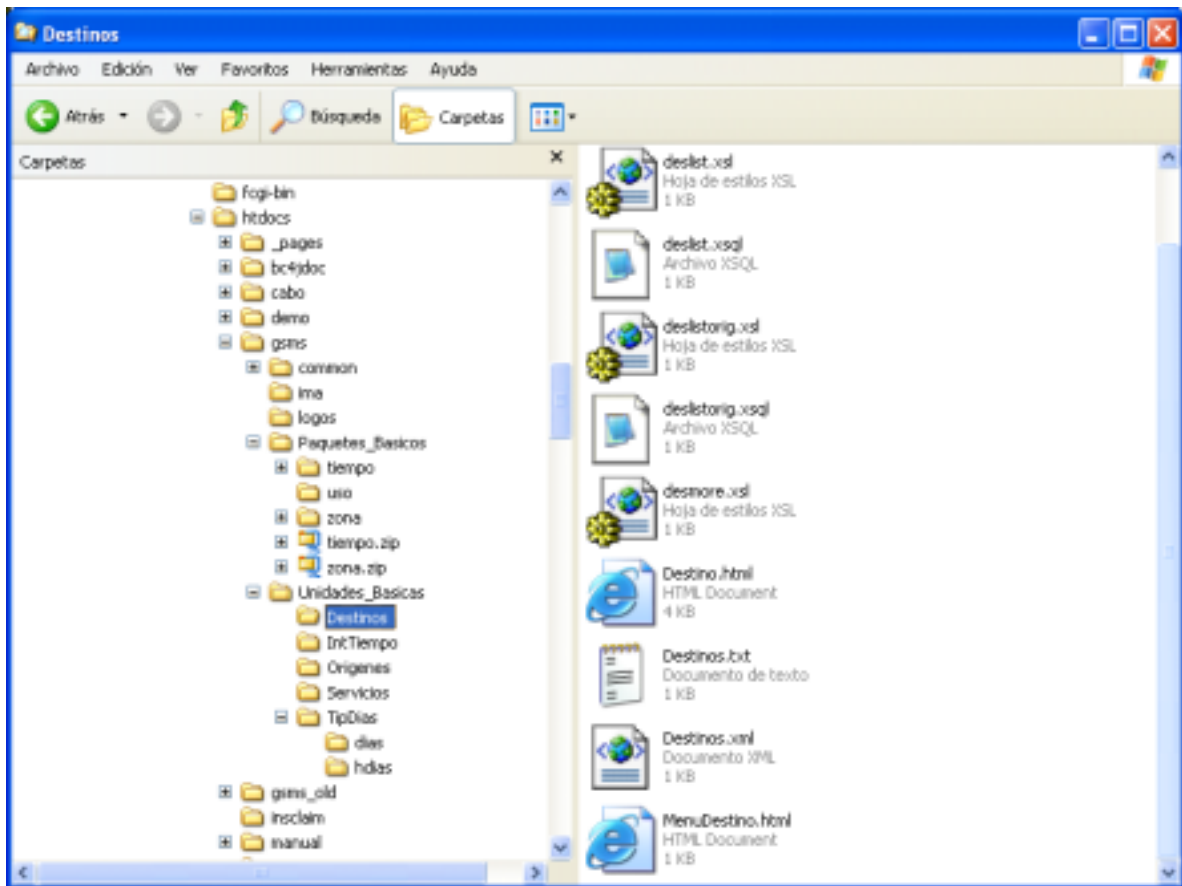 Destinos
Archivo Edición Ver Favoritos Herramientas Ayuda
Atrás Búsqueda Carpetas
Carpetas
fcgi-bin
htdocs
_pages
bc4jdoc
cabo
demo
gsms
common
ima
logos
Paquetes_Basicos
tiempo
uso
zona
tiempo.zip
zona.zip
Unidades_Basicas
Destinos
IntTiempo
Origenes
Servicios
TipDias
dias
hdias
gsms_old
insclaim
manual
deslist.xsl
Hoja de estilos XSL
1 KB
deslist.xsql
Archivo XSQL
1 KB
deslistorig.xsl
Hoja de estilos XSL
1 KB
deslistorig.xsql
Archivo XSQL
1 KB
desmore.xsl
Hoja de estilos XSL
1 KB
Destino.html
HTML Document
4 KB
Destinos.txt
Documento de texto
1 KB
Destinos.xml
Documento XML
1 KB
MenuDestino.html
HTML Document
1 KB